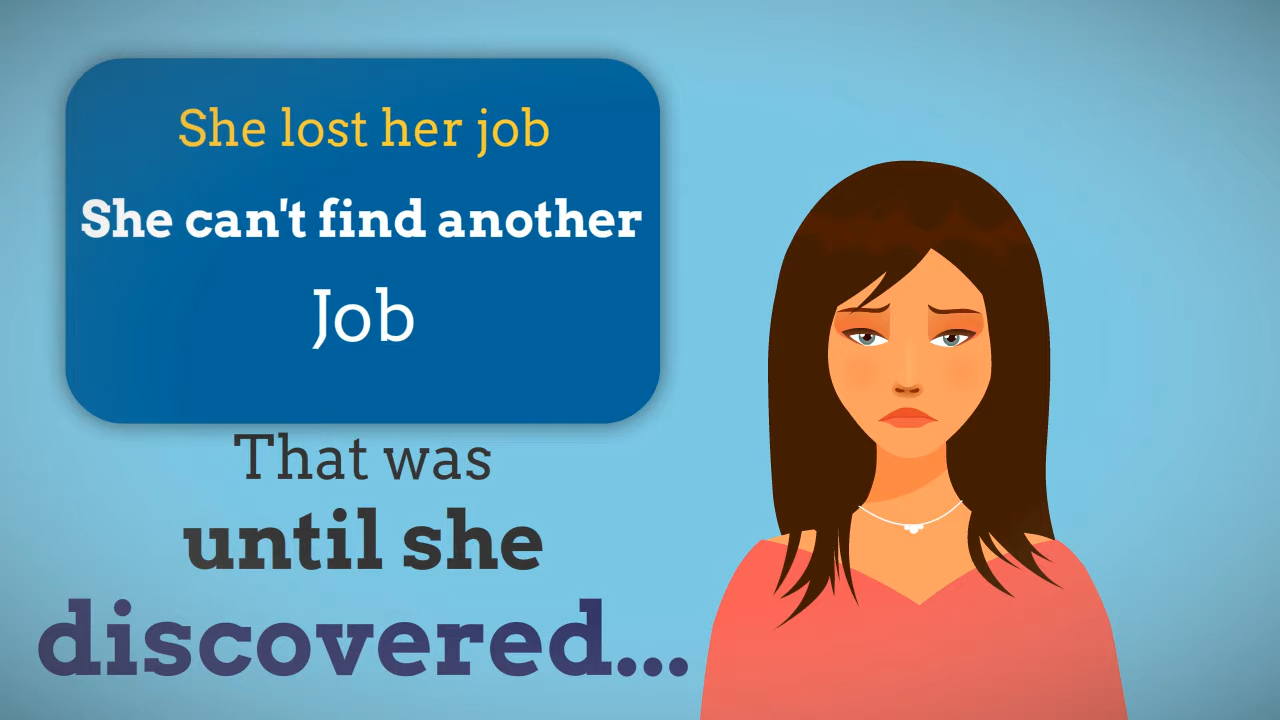 She lost her job
She can't find another
Job
That was
until she
discovered...